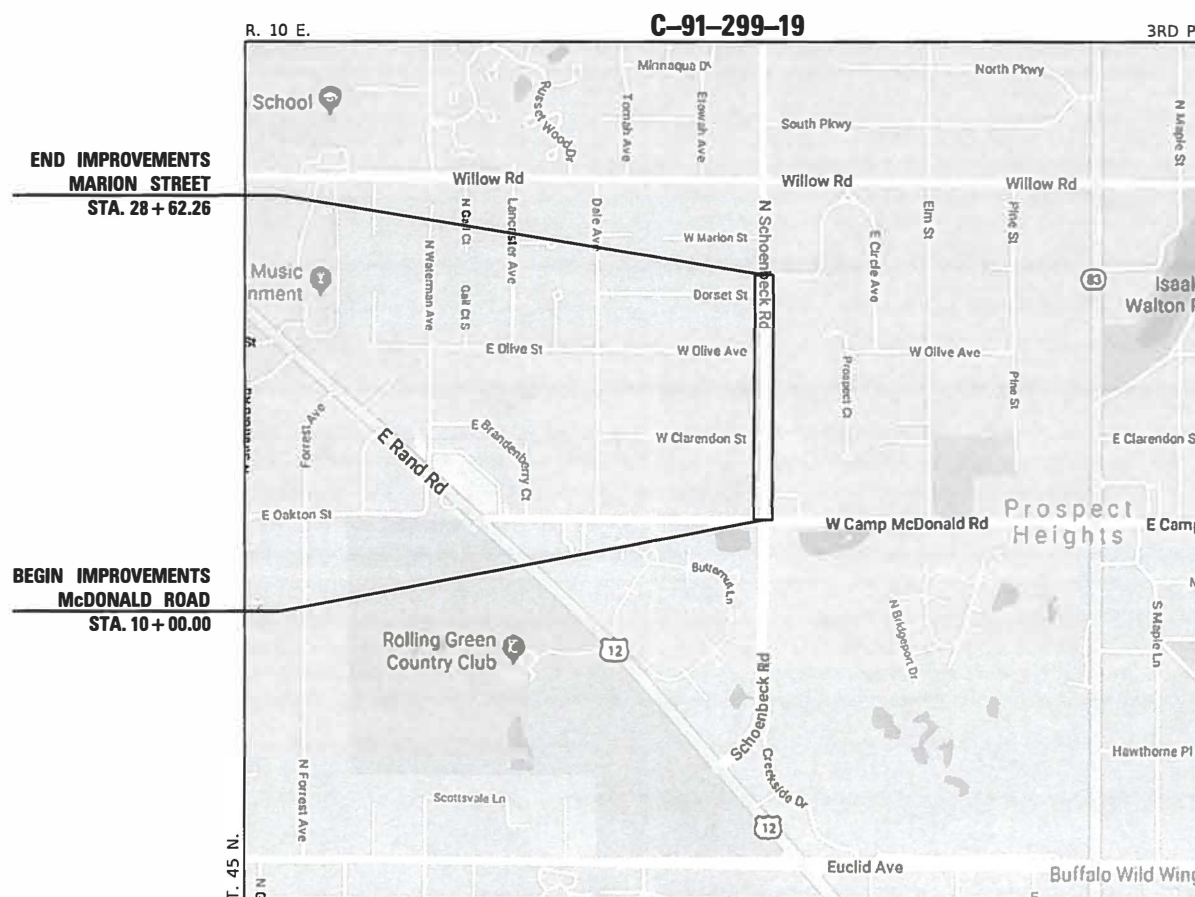 R. 10 E.
C-91-299-19
3RD P
Minnaqua D
North Pkwy
School
Russet Wood Dr
Tomah Ave
Etowah Ave
South Pkwy
N Maple St
END IMPROVEMENTS
MARION STREET
STA. 28+62.26
Willow Rd
Willow Rd
Willow Rd
N Gail Ct
Lancaster Ave
Dale Av
N Schoenbeck Rd
Elm St
Pine St
W Marion St
E Circle Ave
N Waterman Ave
Music
nment
Gail Ct S
Dorset St
83
Isaak
Walton P
St
E Olive St
W Olive Ave
W Olive Ave
Prospect Ct
Pine St
Forrest Ave
E Rand Rd
E Brandenberry Ct
W Clarendon St
E Clarendon S
E Oakton St
W Camp McDonald Rd
Prospect
Heights
E Camp
BEGIN IMPROVEMENTS
McDONALD ROAD
STA. 10+00.00
Butternut Ln
N Bridgeport Dr
S Maple Ln
Rolling Green
Country Club
12
Schoenbeck Rd
Creekside Dr
Hawthorne Pl
N Forrest Ave
Scottsvale Ln
12
T. 45 N.
Euclid Ave
Buffalo Wild Wing